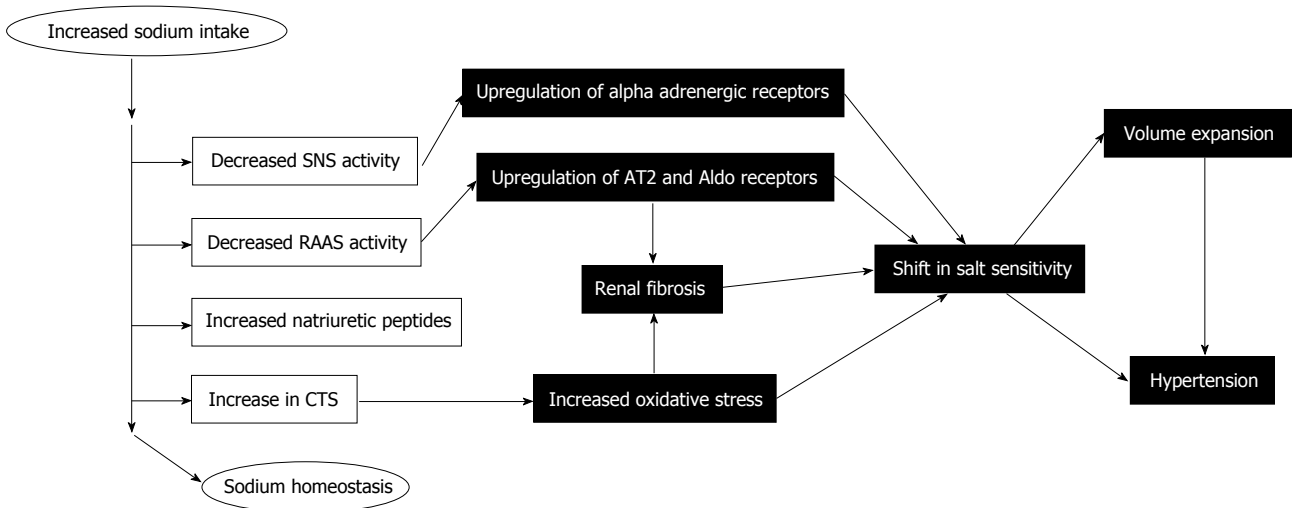 Increased sodium intake
Upregulation of alpha adrenergic receptors
Volume expansion
Decreased SNS activity
Upregulation of AT2 and Aldo receptors
Decreased RAAS activity
Shift in salt sensitivity
Renal fibrosis
Increased natriuretic peptides
Hypertension
Increase in CTS
Increased oxidative stress
Sodium homeostasis